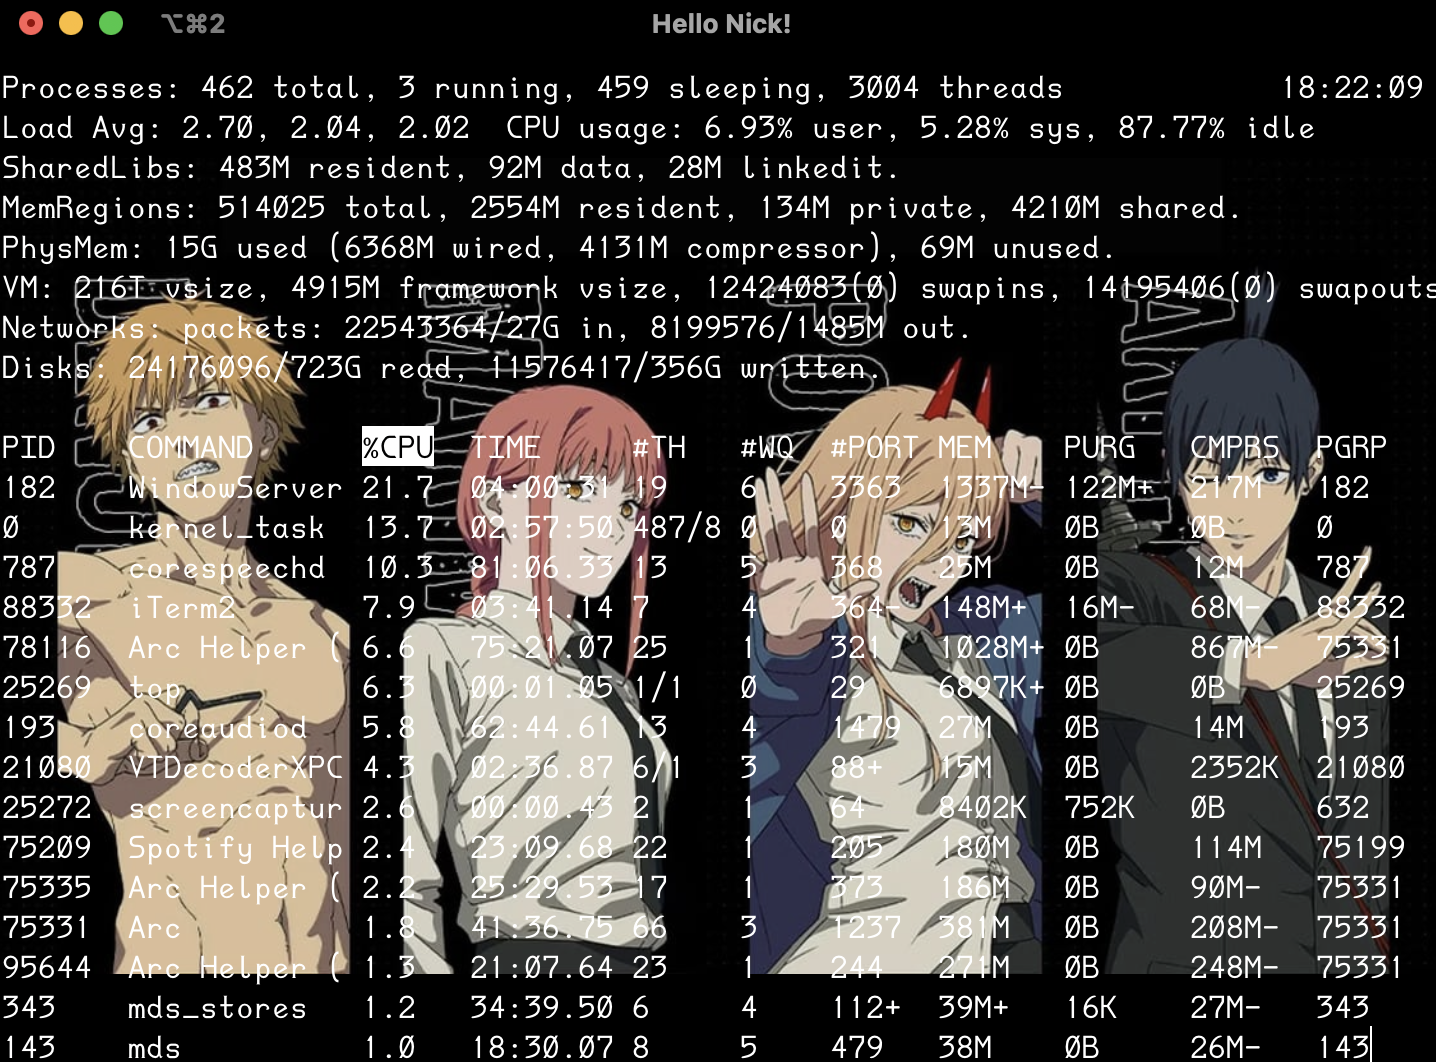 ⌥⌘2 Hello Nick!
Processes: 462 total, 3 running, 459 sleeping, 3004 threads 18:22:09
Load Avg: 2.70, 2.04, 2.02 CPU usage: 6.93% user, 5.28% sys, 87.77% idle
SharedLibs: 483M resident, 92M data, 28M linkedit.
MemRegions: 514025 total, 2554M resident, 134M private, 4210M shared.
PhysMem: 15G used (6368M wired, 4131M compressor), 69M unused.
VM: 216T vsize, 4915M framework vsize, 12424083(0) swapins, 14195406(0) swapouts
Networks: packets: 22543364/27G in, 8199576/1485M out.
Disks: 24176096/723G read, 11576417/356G written.
PID COMMAND %CPU TIME #TH #WQ #PORT MEM PURG CMPRS PGRP
182 WindowServer 21.7 04:00:31 19 6 3363 1337M- 122M+ 217M 182
0 kernel_task 13.7 02:57:50 487/8 0 0 13M 0B 0B 0
787 corespeechd 10.3 81:06.33 13 5 368 25M 0B 12M 787
88332 iTerm2 7.9 03:41.14 7 4 364- 148M+ 16M- 68M- 88332
78116 Arc Helper ( 6.6 75:21.07 25 1 321 1028M+ 0B 867M- 75331
25269 top 6.3 00:01.05 1/1 0 29 6897K+ 0B 0B 25269
193 coreaudiod 5.8 62:44.61 13 4 1479 27M 0B 14M 193
21080 VTDecoderXPC 4.3 02:36.87 6/1 3 88+ 15M 0B 2352K 21080
25272 screencaptur 2.6 00:00.43 2 1 64 8402K 752K 0B 632
75209 Spotify Help 2.4 23:09.68 22 1 205 180M 0B 114M 75199
75335 Arc Helper ( 2.2 25:29.53 17 1 373 186M 0B 90M- 75331
75331 Arc 1.8 41:36.75 66 3 1237 381M 0B 208M- 75331
95644 Arc Helper ( 1.3 21:07.64 23 1 244 271M 0B 248M- 75331
343 mds_stores 1.2 34:39.50 6 4 112+ 39M+ 16K 27M- 343
143 mds 1.0 18:30.07 8 5 479 38M 0B 26M- 143